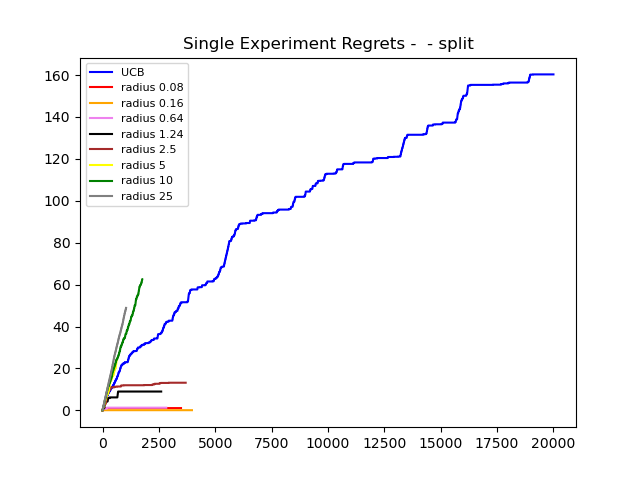 Single Experiment Regrets -  - split
UCB
radius 0.08
radius 0.16
radius 0.64
radius 1.24
radius 2.5
radius 5
radius 10
radius 25
160
140
120
100
80
60
40
20
0
0 2500 5000 7500 10000 12500 15000 17500 20000